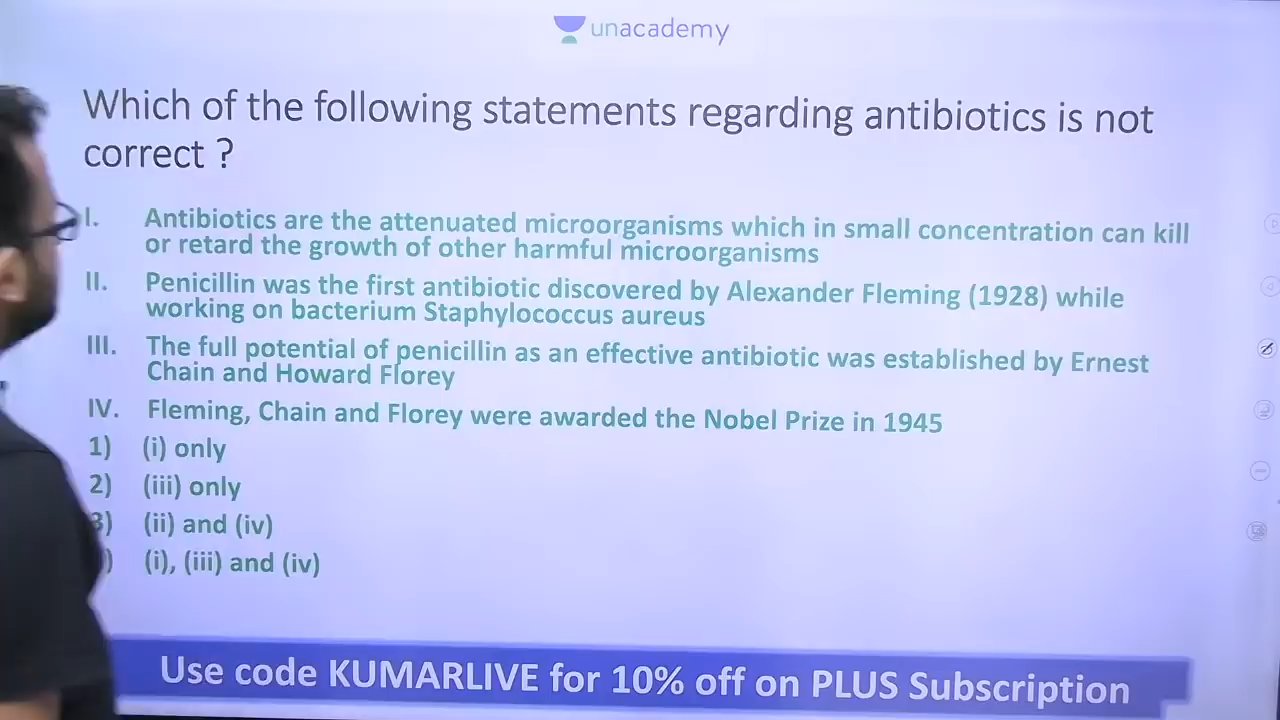 unacademy
Which of the following statements regarding antibiotics is not
correct ?
I. Antibiotics are the attenuated microorganisms which in small concentration can kill
or retard the growth of other harmful microorganisms
II. Penicillin was the first antibiotic discovered by Alexander Fleming (1928) while
working on bacterium Staphylococcus aureus
III. The full potential of penicillin as an effective antibiotic was established by Ernest
Chain and Howard Florey
IV. Fleming, Chain and Florey were awarded the Nobel Prize in 1945
1) (i) only
2) (iii) only
3) (ii) and (iv)
) (i), (iii) and (iv)
Use code KUMARLIVE for 10% off on PLUS Subscription